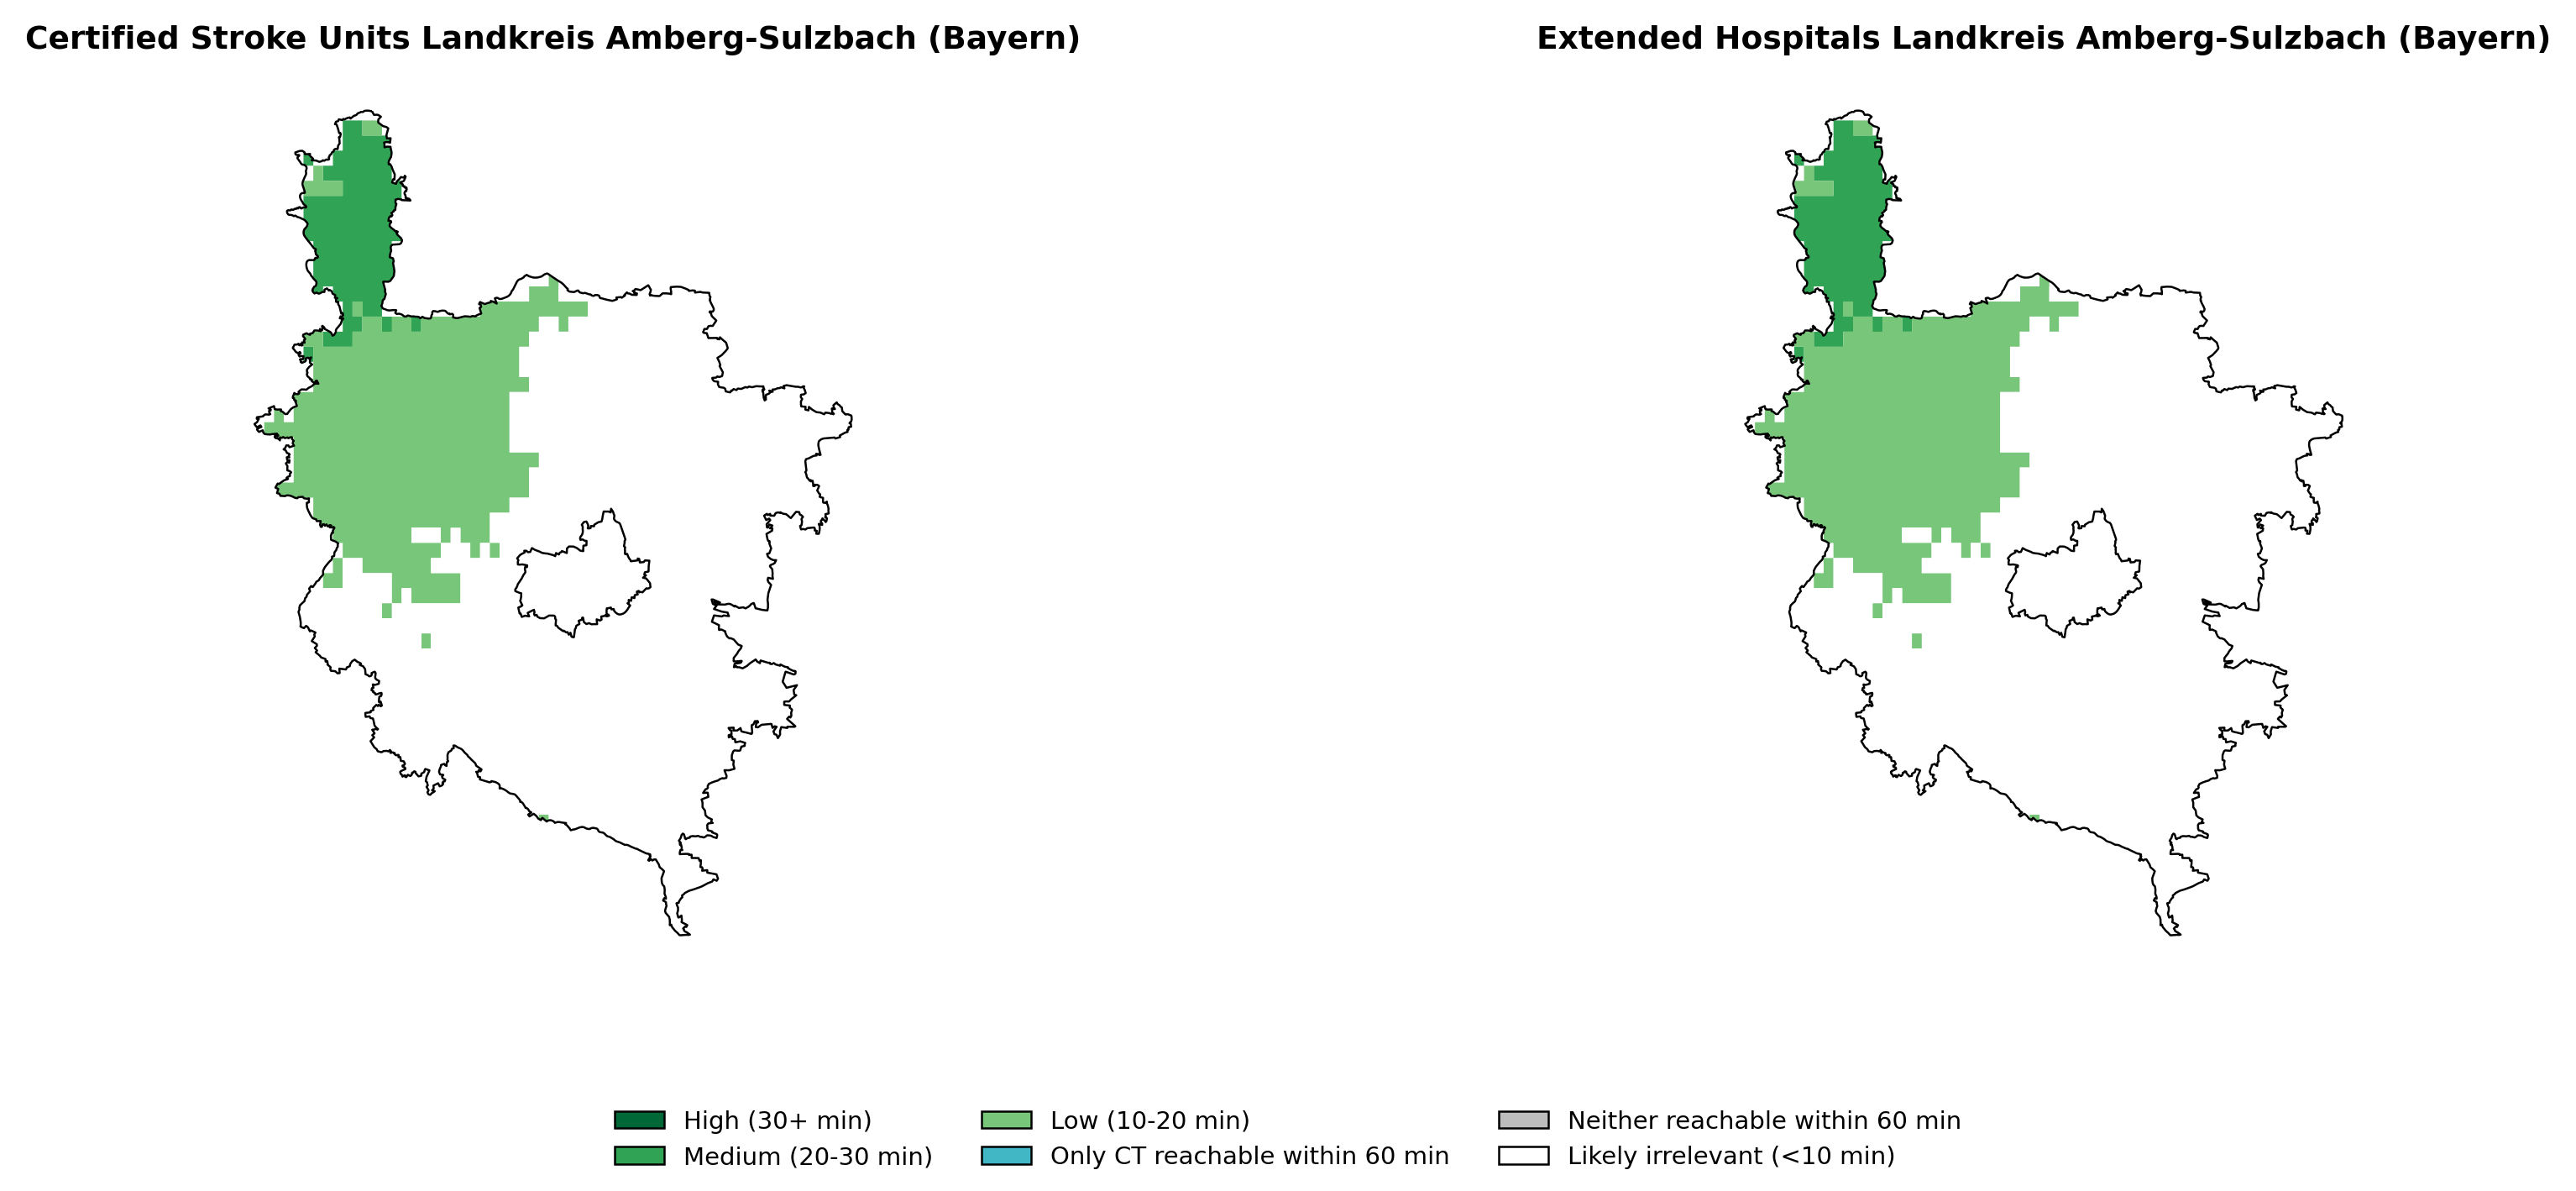 Certified Stroke Units Landkreis Amberg-Sulzbach (Bayern)
Extended Hospitals Landkreis Amberg-Sulzbach (Bayern)
High (30+ min)
Medium (20-30 min)
Low (10-20 min)
Only CT reachable within 60 min
Neither reachable within 60 min
Likely irrelevant (<10 min)